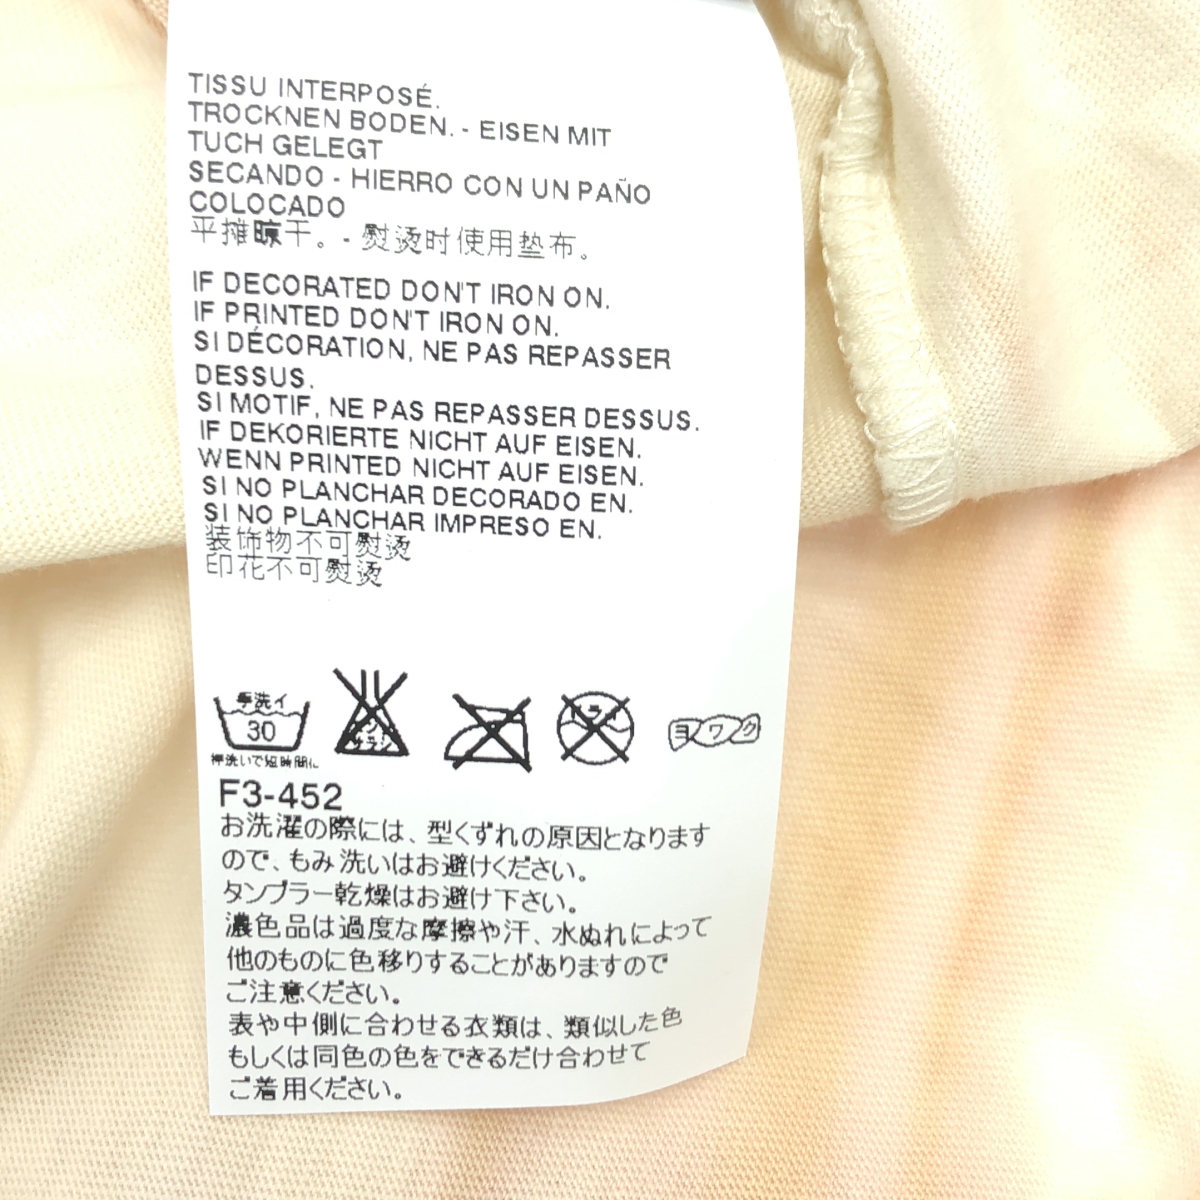 TISSU INTERPOSÉ.
TROCKNEN BODEN. - EISEN MIT
TUCH GELEGT
SECANDO - HIERRO CON UN PAÑO
COLOCADO
平摊晾干。- 熨烫时使用垫布。
IF DECORATED DON'T IRON ON.
IF PRINTED DON'T IRON ON.
SI DÉCORATION, NE PAS REPASSER
DESSUS.
SI MOTIF, NE PAS REPASSER DESSUS.
IF DEKORIERTE NICHT AUF EISEN.
WENN PRINTED NICHT AUF EISEN.
SI NO PLANCHAR DECORADO EN.
SI NO PLANCHAR IMPRESO EN.
装饰物不可熨烫
印花不可熨烫
手洗イ
30
ヨワク
押洗いで短時間に
F3-452
お洗濯の際には、型くずれの原因となります
ので、もみ洗いはお避けください。
タンブラー乾燥はお避け下さい。
濃色品は過度な摩擦や汗、水ぬれによって
他のものに色移りすることがありますので
ご注意ください。
表や中側に合わせる衣類は、類似した色
もしくは同色の色をできるだけ合わせて
ご着用ください。